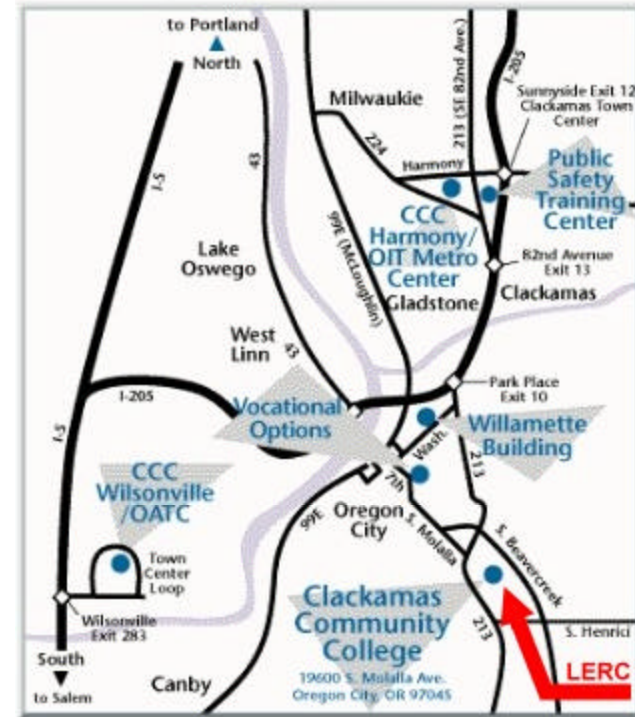 to Portland
North
I-205
213 (SE 82nd Ave.)
Sunnyside Exit 12
Clackamas Town
Center
Milwaukie
224
Harmony
Public
Safety
Training
Center
43
I-5
CCC
Harmony/
OIT Metro
Center
99E (McLoughlin)
Lake
Oswego
82nd Avenue
Exit 13
Gladstone
Clackamas
West
Linn
43
Park Place
Exit 10
I-205
Vocational
Options
Willamette
Building
Wash.
213
I-5
7th
CCC
Wilsonville
/OATC
99E
Oregon
City
S. Molalla
S. Beavercreek
Town
Center
Loop
Clackamas
Community
College
19600 S. Molalla Ave.
Oregon City, OR 97045
Wilsonville
Exit 283
213
S. Henrici
South
to Salem
Canby
LERC